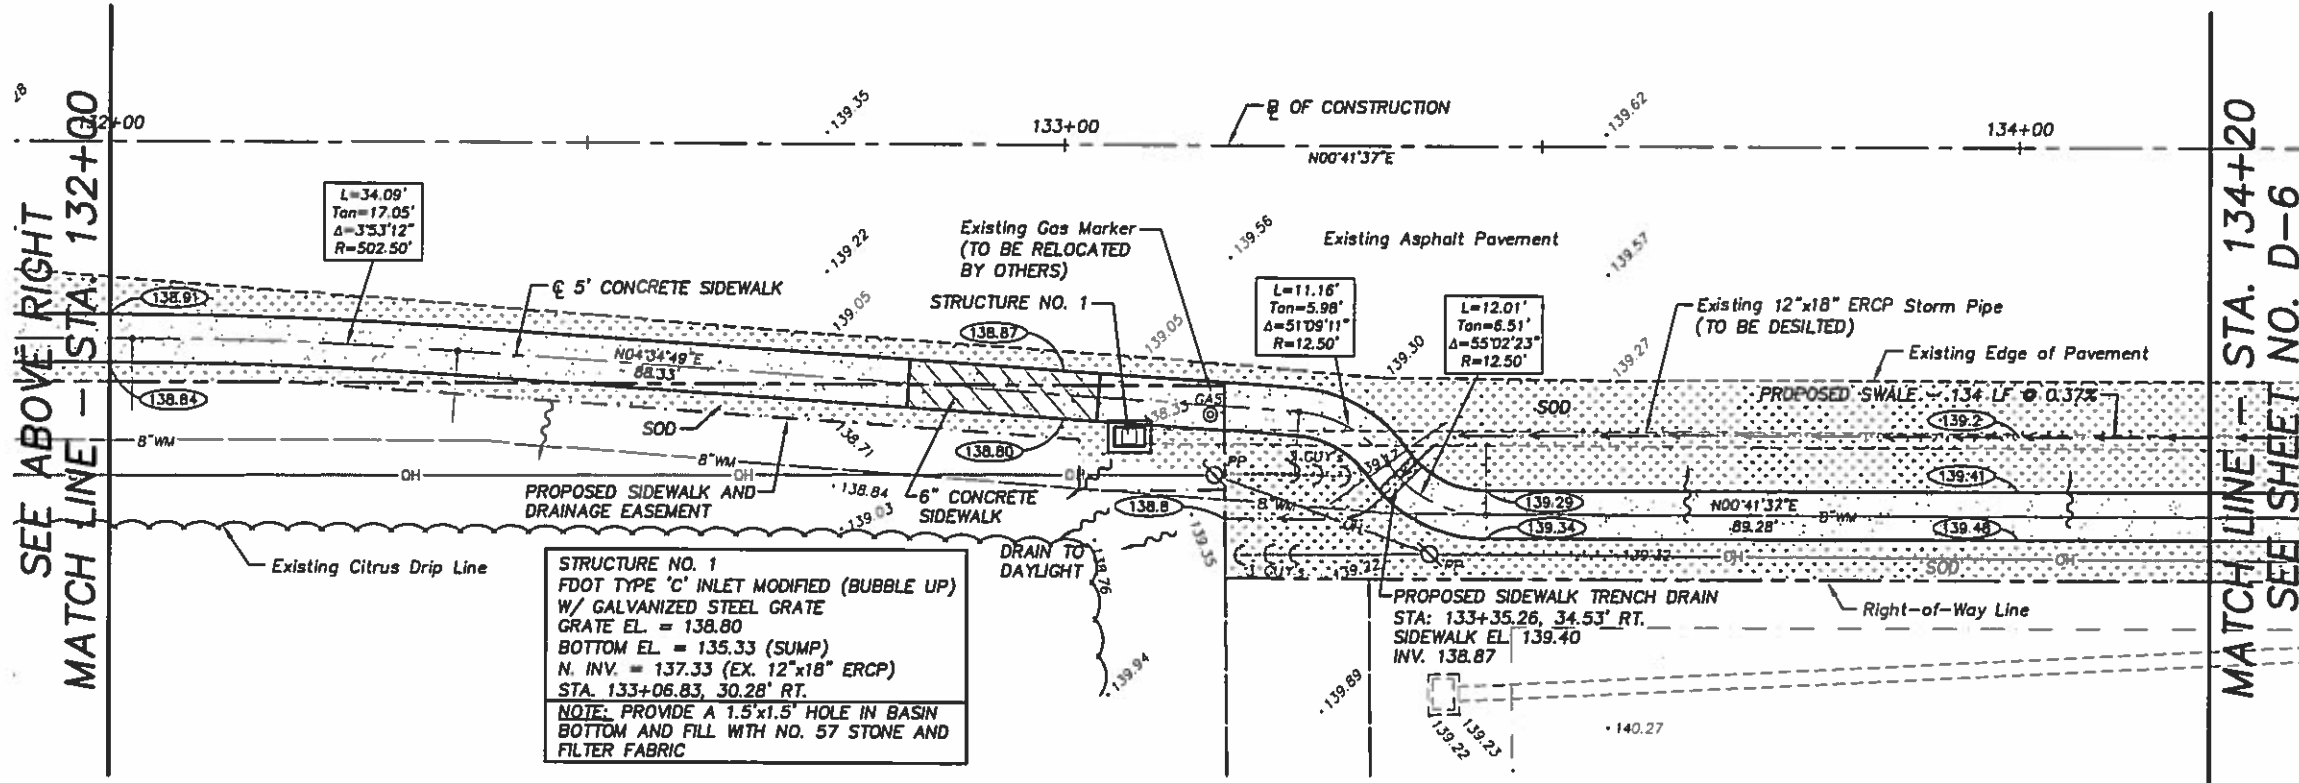 SEE ABOVE RIGHT
MATCH LINE - STA. 132+00
28
132+00
139.35
133+00
℄ OF CONSTRUCTION
N00°41'37"E
139.62
134+00
MATCH LINE - STA. 134+20
SEE SHEET NO. D-6
L=34.09'
Tan=17.05'
Δ=3°53'12"
R=502.50'
139.22
Existing Gas Marker
(TO BE RELOCATED
BY OTHERS)
139.56
Existing Asphalt Pavement
139.57
138.91
℄ 5' CONCRETE SIDEWALK
139.05
STRUCTURE NO. 1
138.87
139.05
L=11.16'
Tan=5.98'
Δ=51°09'11"
R=12.50'
L=12.01'
Tan=6.51'
Δ=55°02'23"
R=12.50'
Existing 12"x18" ERCP Storm Pipe
(TO BE DESILTED)
139.30
139.27
Existing Edge of Pavement
N04°34'49"E
88.33
138.84
GAS
SOD
PROPOSED SWALE - 134 LF @ 0.37%
139.2
SOD
138.71
138.80
8"WM
8"WM
OH
OH
OH
PP
3 GUY's
139.41
PROPOSED SIDEWALK AND
DRAINAGE EASEMENT
138.84
139.03
6" CONCRETE
SIDEWALK
138.8
8"WM
OH
139.29
N00°41'37"E
89.28'
8"WM
139.34
139.48
139.35
Existing Citrus Drip Line
DRAIN TO
DAYLIGHT
138.76
139.22
PP
OH
SOD
OH
STRUCTURE NO. 1
FDOT TYPE 'C' INLET MODIFIED (BUBBLE UP)
W/ GALVANIZED STEEL GRATE
GRATE EL. = 138.80
BOTTOM EL. = 135.33 (SUMP)
N. INV. = 137.33 (EX. 12"x18" ERCP)
STA. 133+06.83, 30.28' RT.
NOTE: PROVIDE A 1.5'x1.5' HOLE IN BASIN
BOTTOM AND FILL WITH NO. 57 STONE AND
FILTER FABRIC
PROPOSED SIDEWALK TRENCH DRAIN
STA: 133+35.26, 34.53' RT.
SIDEWALK EL. 139.40
INV. 138.87
Right-of-Way Line
139.94
139.89
139.22
139.23
140.27